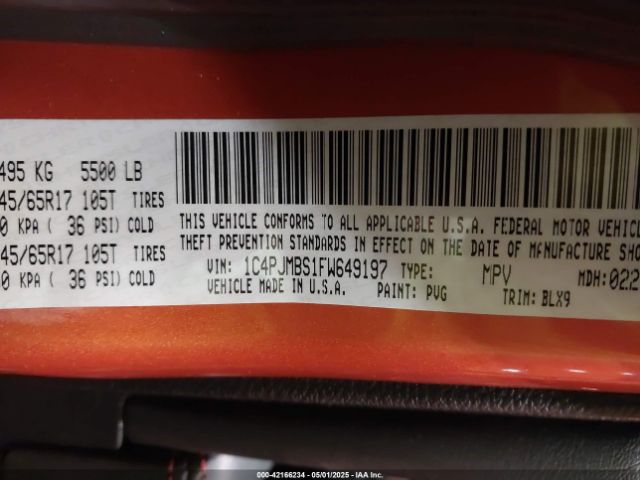 495 KG 5500 LB
45/65R17 105T TIRES
0 KPA ( 36 PSI) COLD
45/65R17 105T TIRES
0 KPA ( 36 PSI) COLD
THIS VEHICLE CONFORMS TO ALL APPLICABLE U.S.A. FEDERAL MOTOR VEHICL
THEFT PREVENTION STANDARDS IN EFFECT ON THE DATE OF MANUFACTURE SHO
VIN: 1C4PJMBS1FW649197 TYPE: MPV MDH:022
VEHICLE MADE IN U.S.A. PAINT: PVG TRIM: BLX9
000-42166234 - 05/01/2025 - IAA Inc.